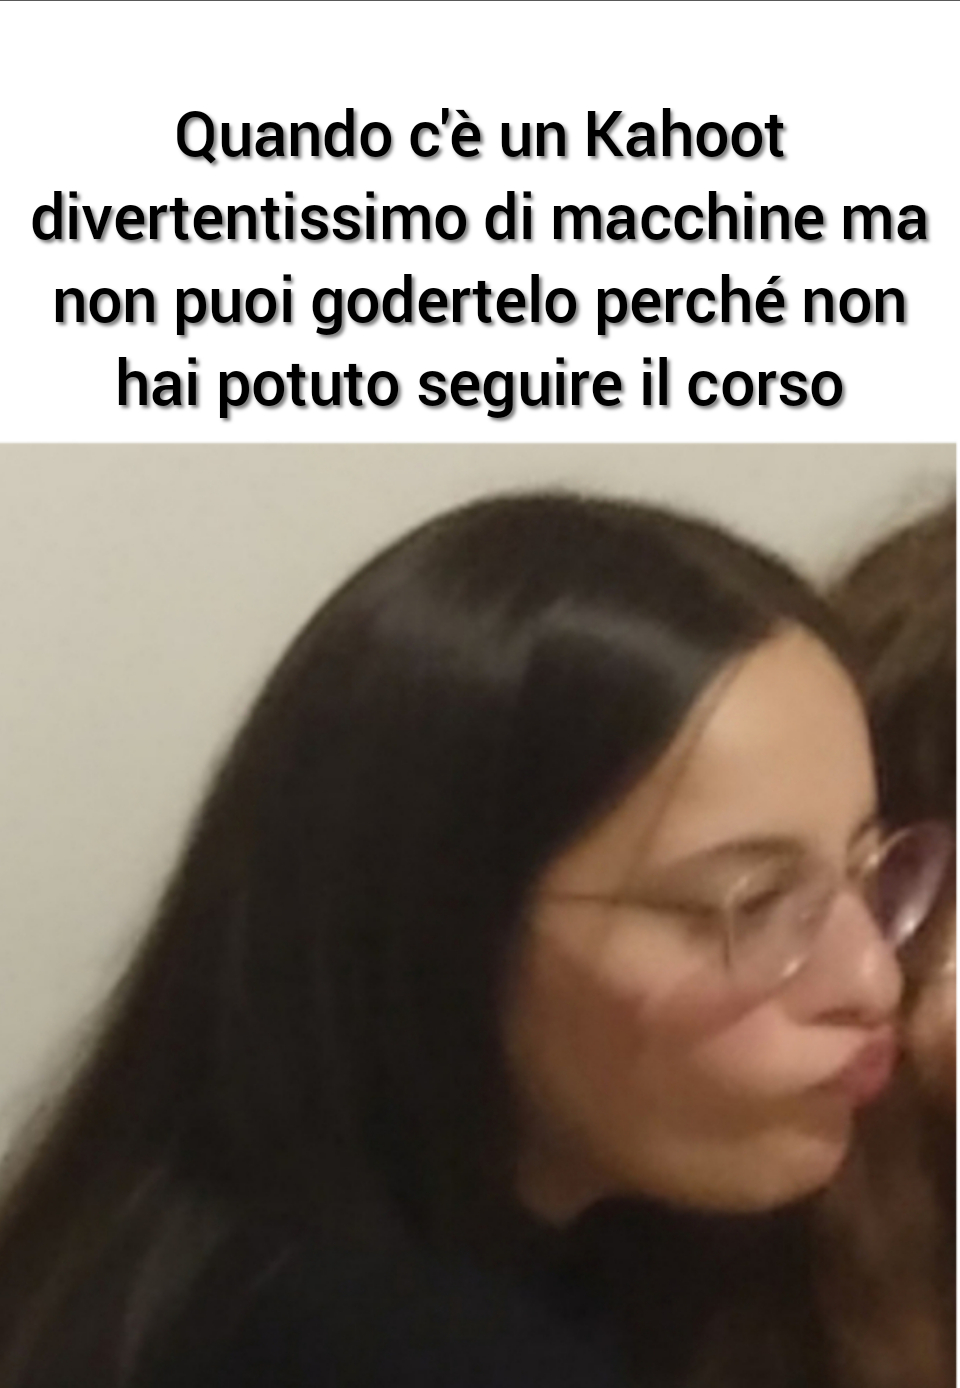 Quando c'è un Kahoot
divertentissimo di macchine ma
non puoi godertelo perché non
hai potuto seguire il corso